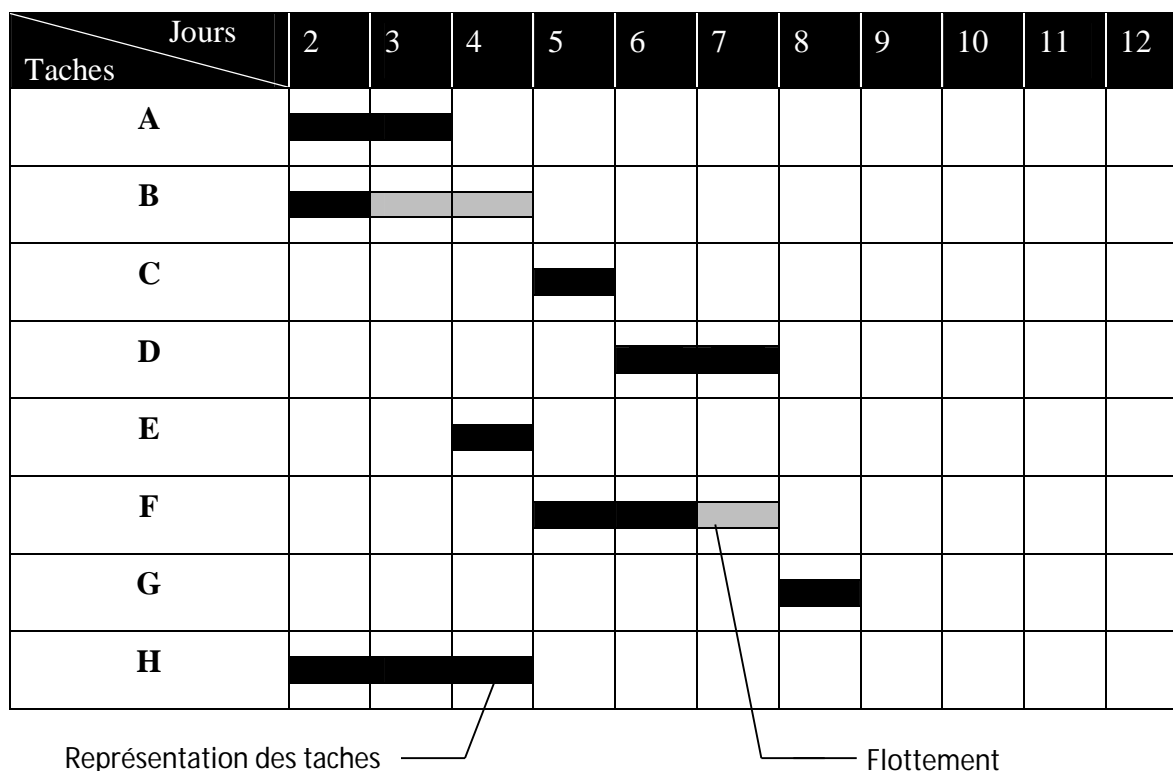 Jours
Taches
2 3 4 5 6 7 8 9 10 11 12
A
B
C
D
E
F
G
H
Représentation des taches
Flottement